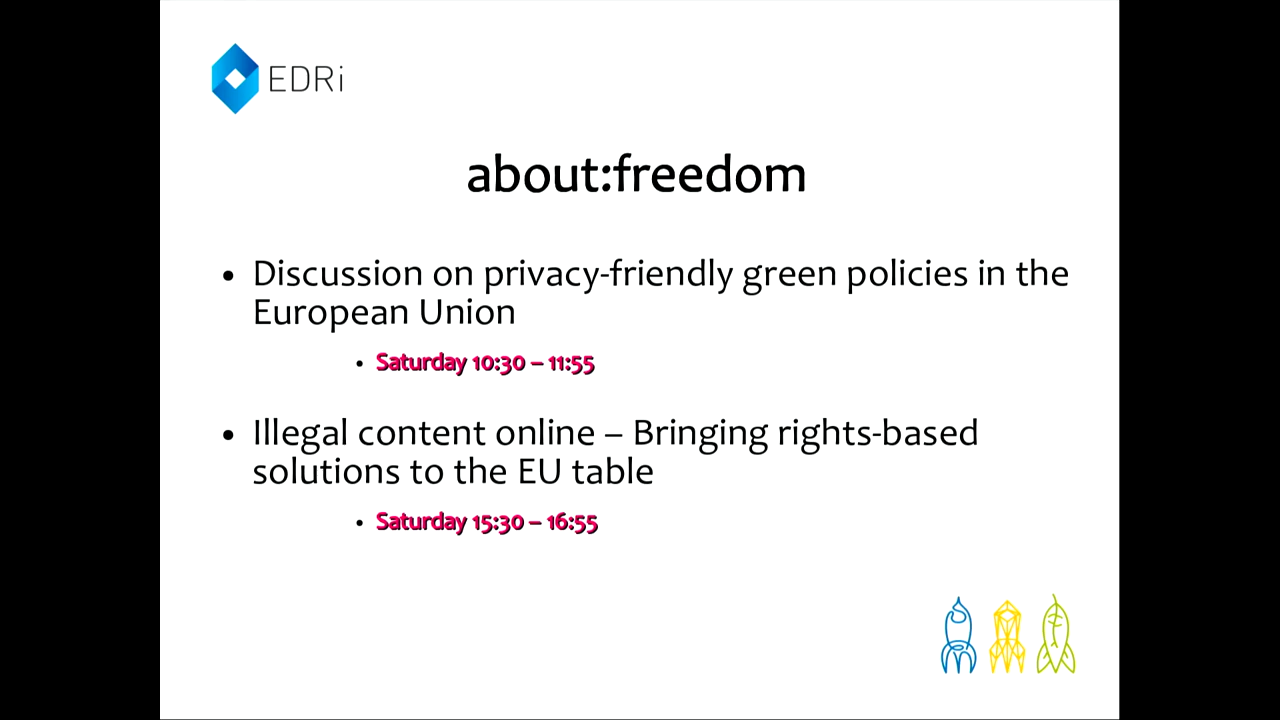 EDRi
about:freedom
• Discussion on privacy-friendly green policies in the
European Union
• Saturday 10:30 – 11:55
• Illegal content online – Bringing rights-based
solutions to the EU table
• Saturday 15:30 – 16:55